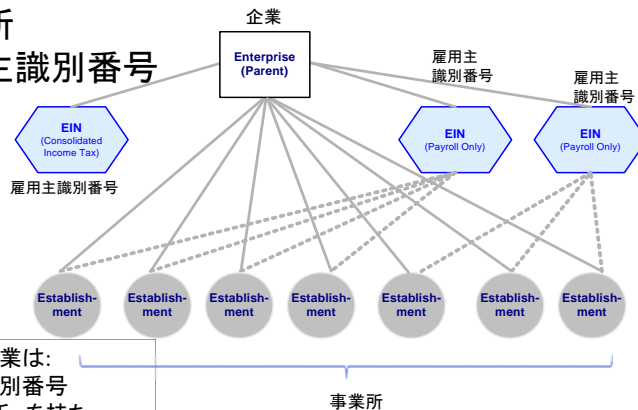 所
企業
主識別番号
Enterprise
(Parent)
雇用主
識別番号
雇用主
識別番号
EIN
(Consolidated
Income Tax)
EIN
(Payroll Only)
EIN
(Payroll Only)
雇用主識別番号
Establish-
ment
Establish-
ment
Establish-
ment
Establish-
ment
Establish-
ment
Establish-
ment
Establish-
ment
業は:
別番号
事業所